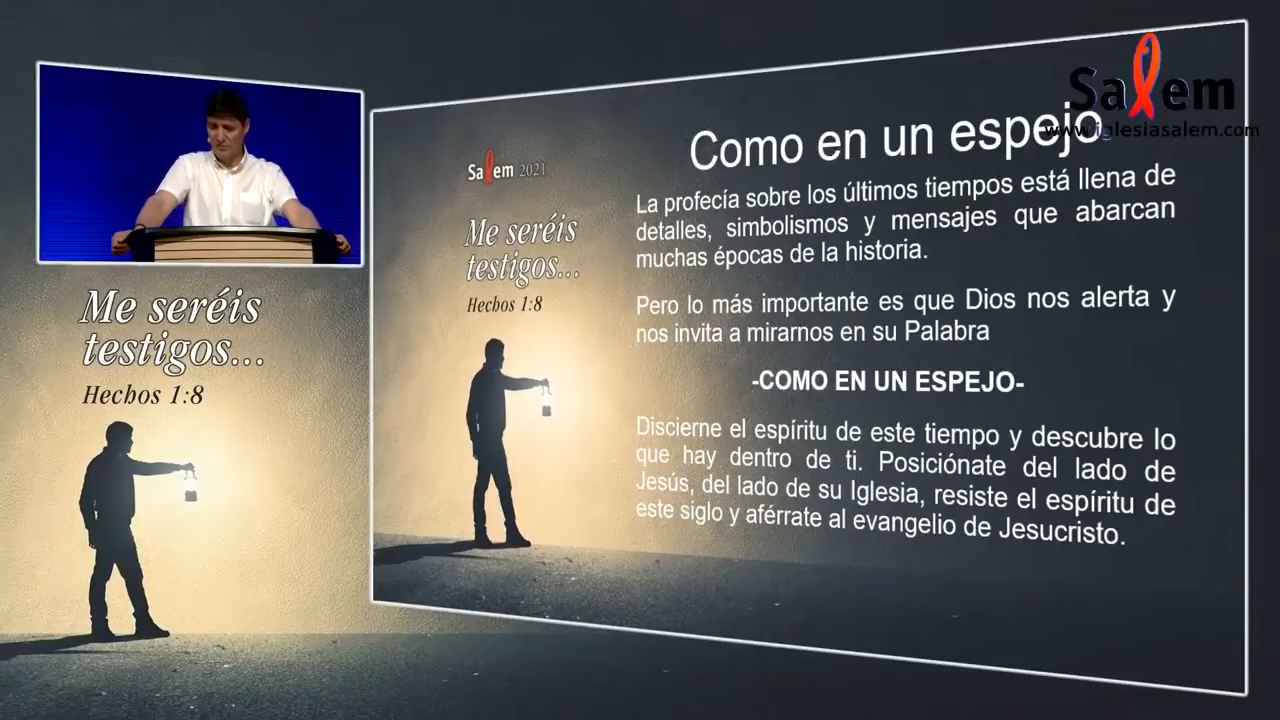 Salem
www.iglesiasalem.com
Me seréis
testigos...
Hechos 1:8
Salem 2021
Me seréis
testigos...
Hechos 1:8
Como en un espejo
La profecía sobre los últimos tiempos está llena de
detalles, simbolismos y mensajes que abarcan
muchas épocas de la historia.
Pero lo más importante es que Dios nos alerta y
nos invita a mirarnos en su Palabra
-COMO EN UN ESPEJO-
Discierne el espíritu de este tiempo y descubre lo
que hay dentro de ti. Posiciónate del lado de
Jesús, del lado de su Iglesia, resiste el espíritu de
este siglo y aférrate al evangelio de Jesucristo.